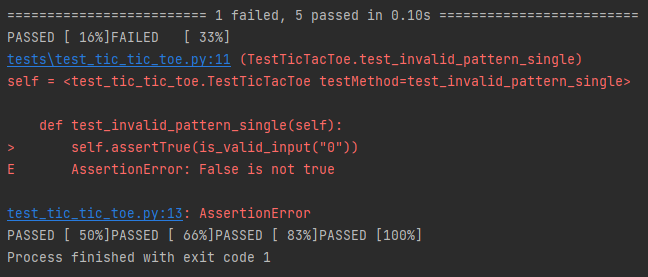 ========================= 1 failed, 5 passed in 0.10s =========================
PASSED [ 16%]FAILED   [ 33%]
tests\test_tic_tic_toe.py:11 (TestTicTacToe.test_invalid_pattern_single)
self = <test_tic_tic_toe.TestTicTacToe testMethod=test_invalid_pattern_single>

    def test_invalid_pattern_single(self):
>       self.assertTrue(is_valid_input("0"))
E       AssertionError: False is not true

test_tic_tic_toe.py:13: AssertionError
PASSED [ 50%]PASSED [ 66%]PASSED [ 83%]PASSED [100%]
Process finished with exit code 1